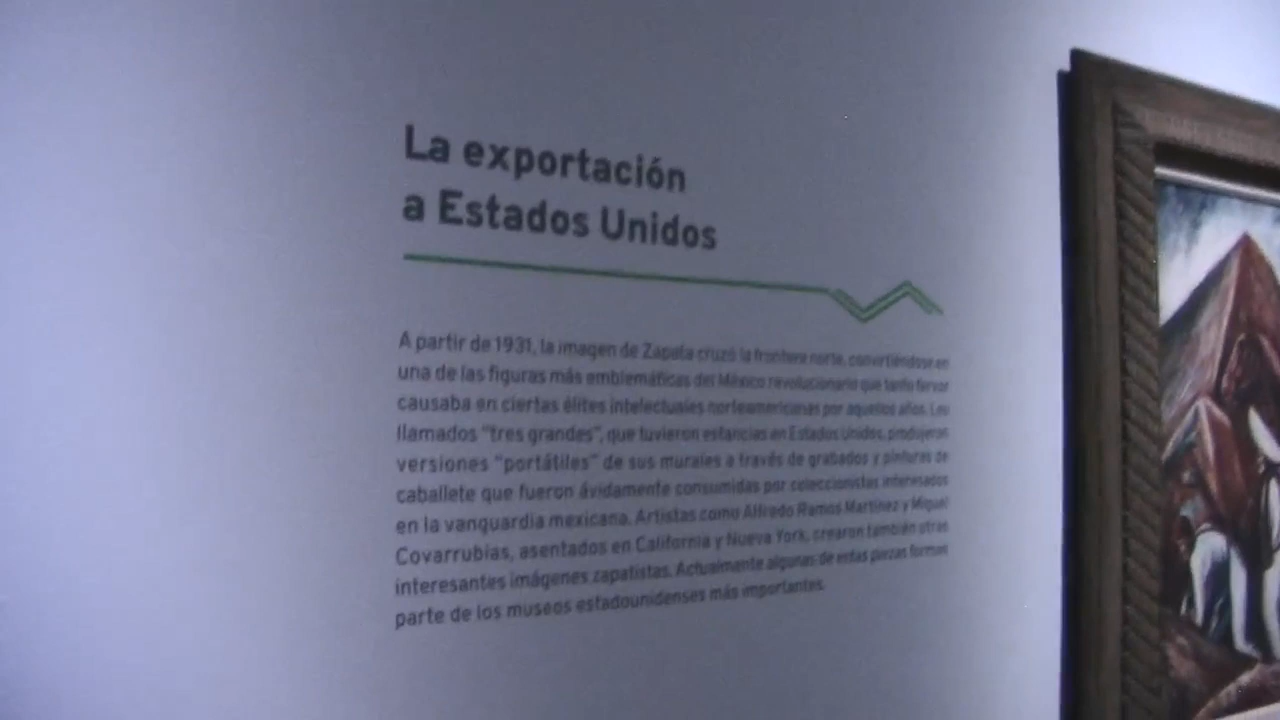 La exportación
a Estados Unidos
A partir de 1931, la imagen de Zapata cruzó la frontera norte, convirtiéndose en
una de las figuras más emblemáticas del México revolucionario que tanto fervor
causaba en ciertas élites intelectuales norteamericanas por aquellos años. Los
llamados "tres grandes", que tuvieron estancias en Estados Unidos, produjeron
versiones "portátiles" de sus murales a través de grabados y pinturas de
caballete que fueron ávidamente consumidas por coleccionistas interesados
en la vanguardia mexicana. Artistas como Alfredo Ramos Martínez y Miguel
Covarrubias, asentados en California y Nueva York, crearon también otras
interesantes imágenes zapatistas. Actualmente algunas de estas piezas forman
parte de los museos estadounidenses más importantes.